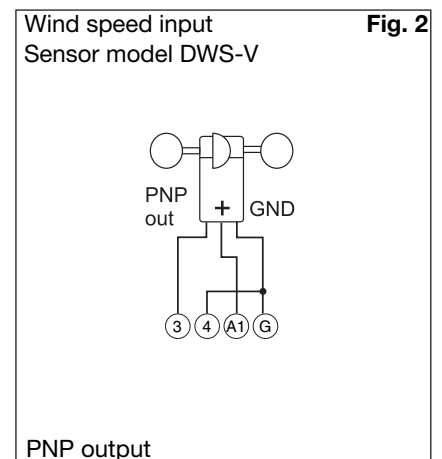 Wind speed input Fig. 2
Sensor model DWS-V
PNP
out
+ GND
3 4 A1 G
PNP output